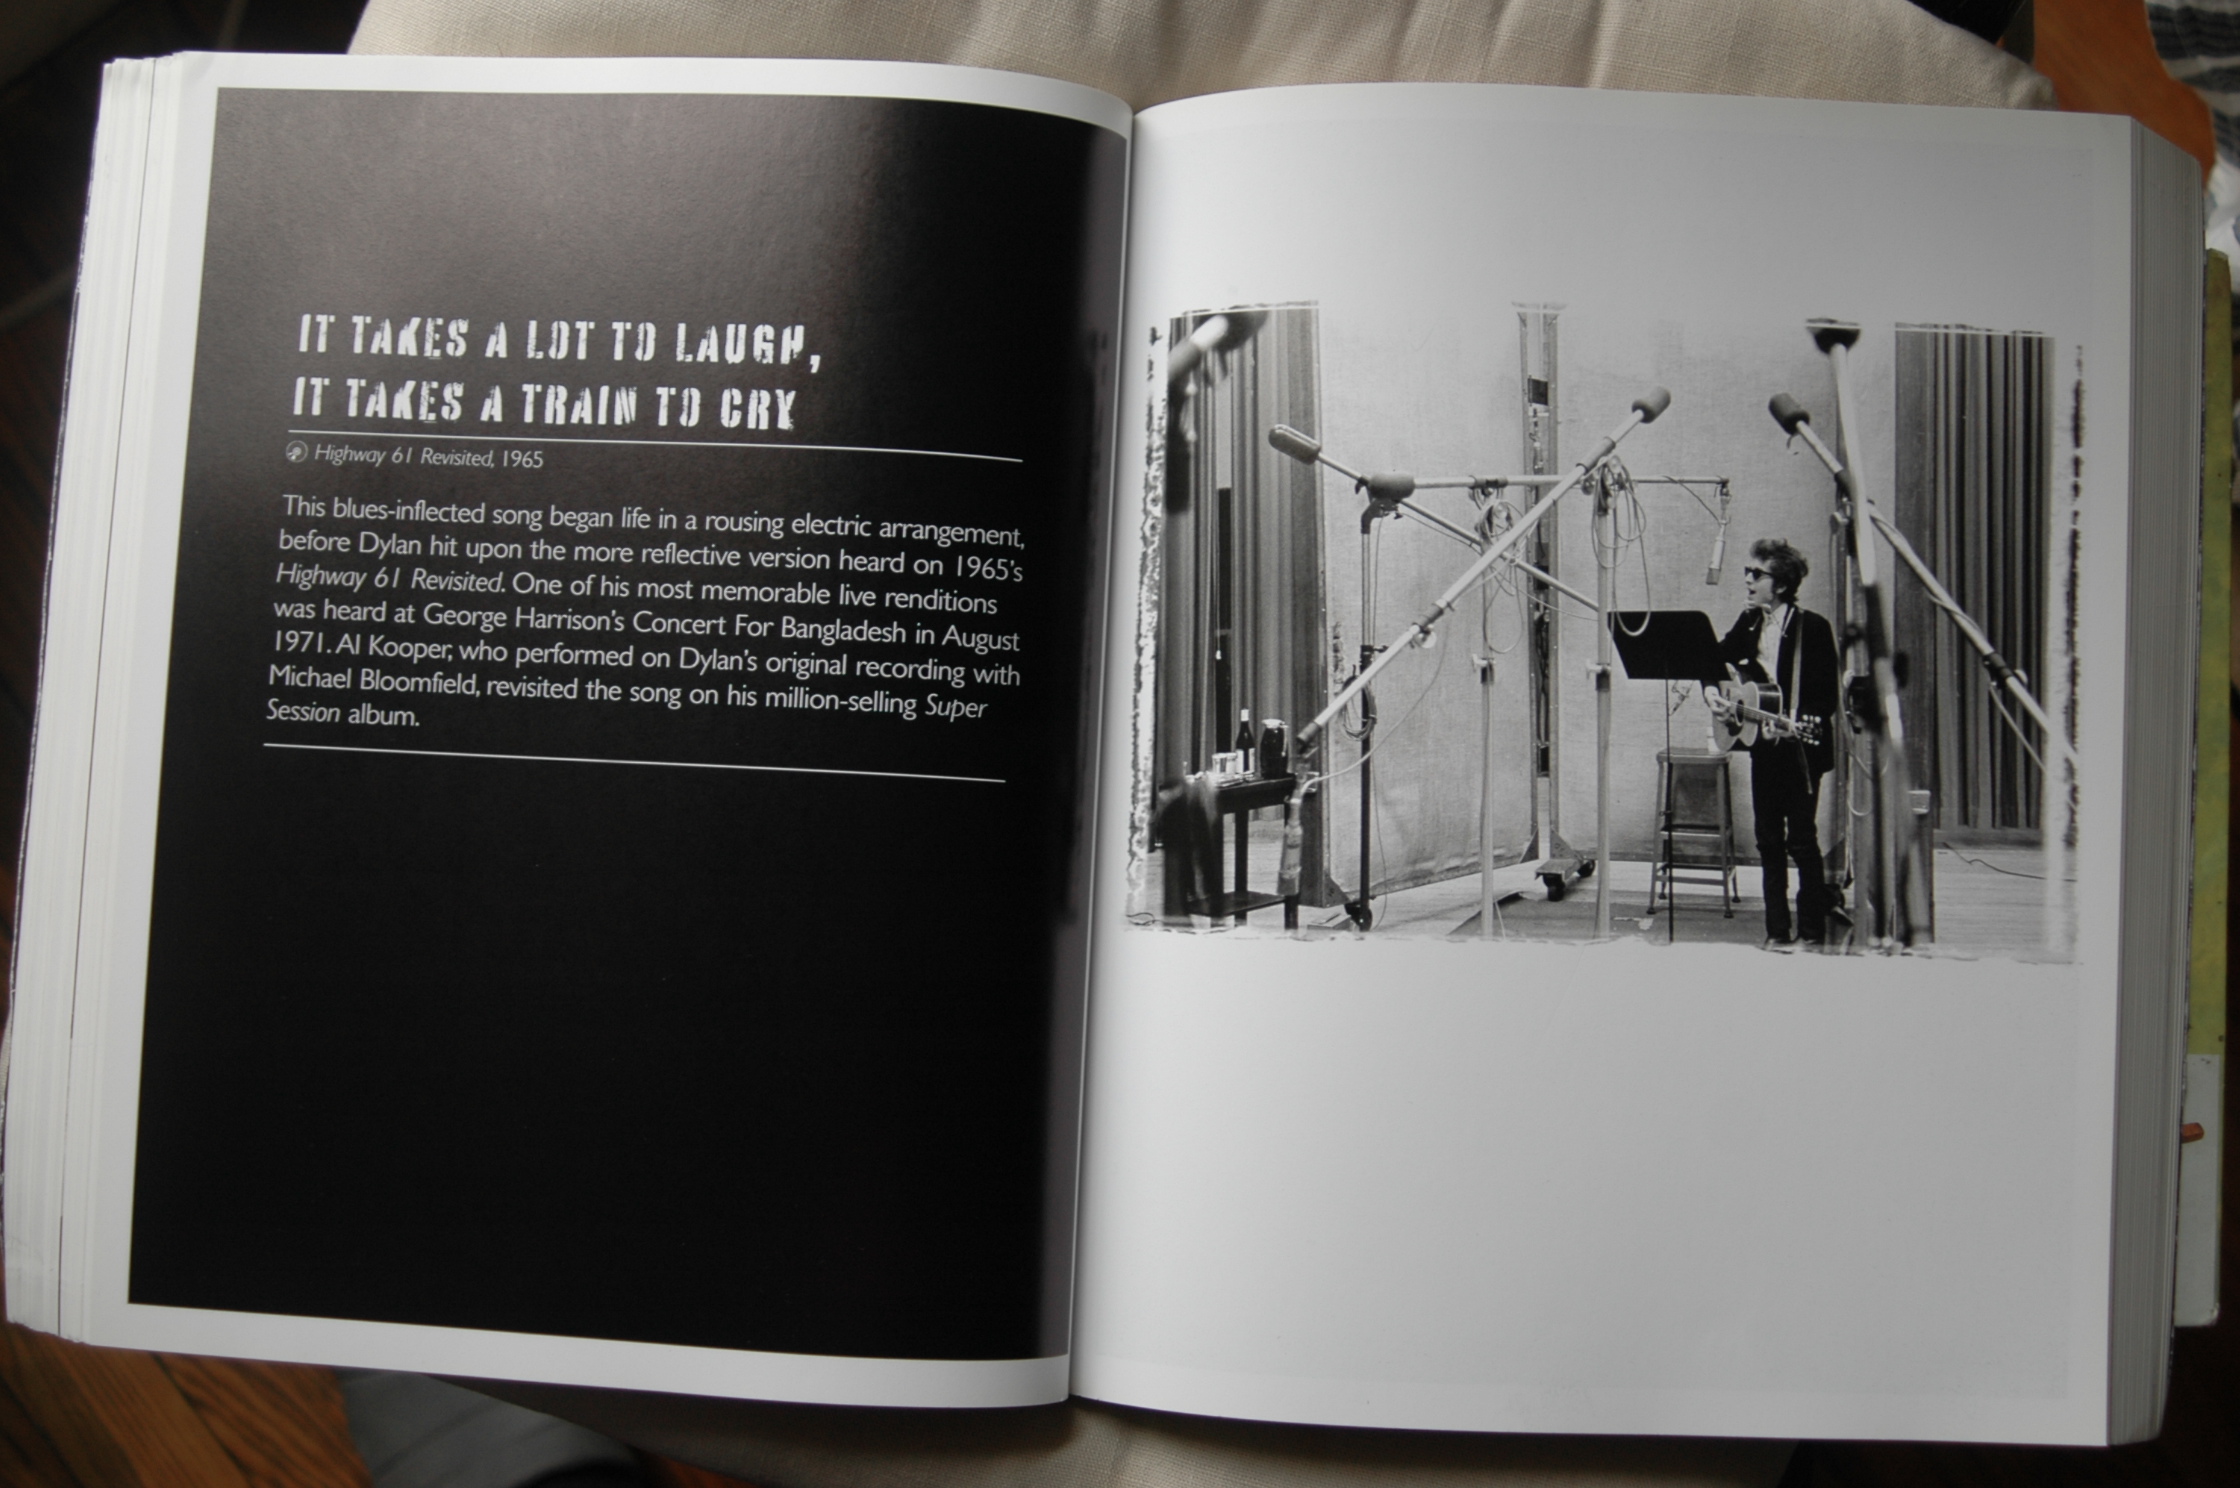 IT TAKES A LOT TO LAUGH,
IT TAKES A TRAIN TO CRY
Highway 61 Revisited, 1965
This blues-inflected song began life in a rousing electric arrangement,
before Dylan hit upon the more reflective version heard on 1965's
Highway 61 Revisited. One of his most memorable live renditions
was heard at George Harrison's Concert For Bangladesh in August
1971. Al Kooper, who performed on Dylan's original recording with
Michael Bloomfield, revisited the song on his million-selling Super
Session album.